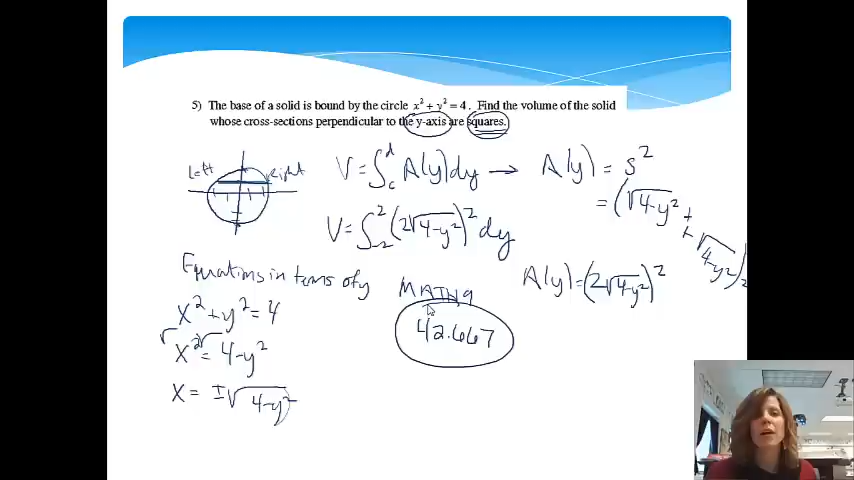 5) The base of a solid is bound by the circle x² + y² = 4. Find the volume of the solid
whose cross-sections perpendicular to the y-axis are squares.
Left Right
V = ∫_c^d A(y) dy → A(y) = s²
= (√4-y² + +√4-y²)²
V = ∫_-2^2 (2√4-y²)² dy
A(y) = (2√4-y²)²
Equations in terms of y
MATH 9
42.667
x² + y² = 4
√x² = √4-y²
x = ±√4-y²